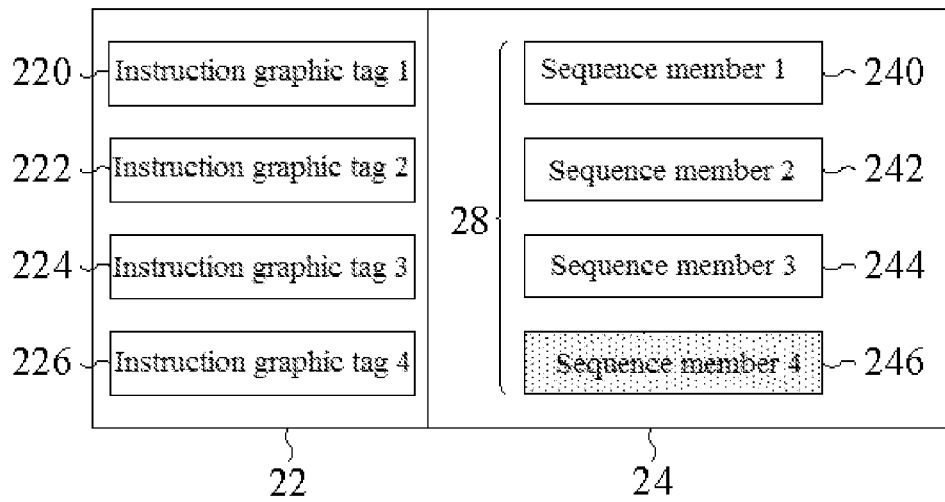 220 Instruction graphic tag 1 Sequence member 1 240
222 Instruction graphic tag 2 Sequence member 2 242
28
224 Instruction graphic tag 3 Sequence member 3 244
226 Instruction graphic tag 4 Sequence member 4 246
22 24